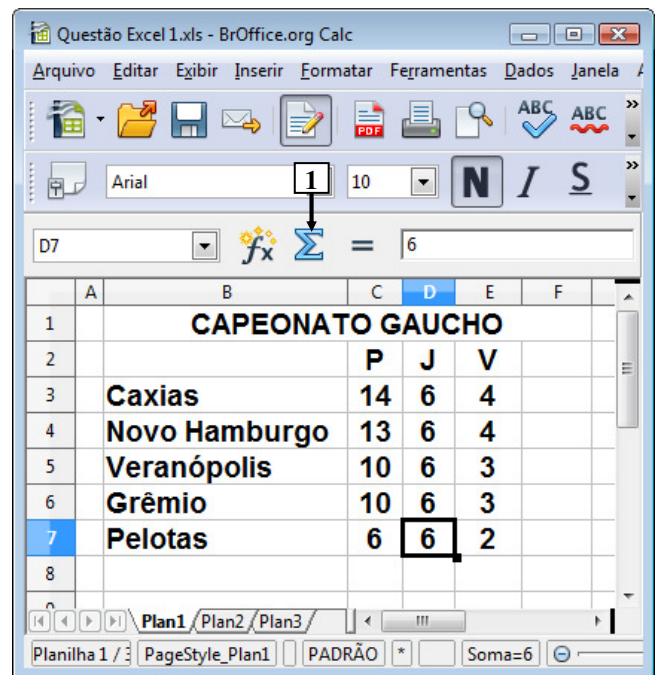 Questão Excel 1.xls - BrOffice.org Calc
Arquivo Editar Exibir Inserir Formatar Ferramentas Dados Janela
PDF ABC ABC »
Arial 1 10 N I S »
D7 fx Σ = 6
A B C D E F
1 CAPEONATO GAUCHO
2 P J V
3 Caxias 14 6 4
4 Novo Hamburgo 13 6 4
5 Veranópolis 10 6 3
6 Grêmio 10 6 3
7 Pelotas 6 6 2
8
Plan1 Plan2 Plan3
Planilha 1 / 3 PageStyle_Plan1 PADRÃO * Soma=6